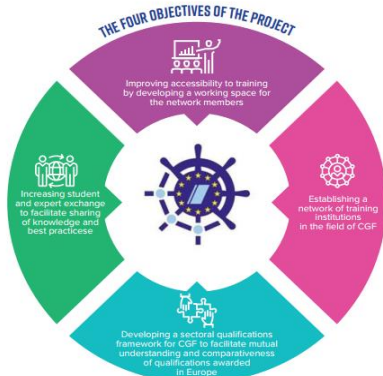 THE FOUR OBJECTIVES OF THE PROJECT
Improving accessibility to training
by developing a working space for
the network members
Establishing a
network of training
institutions
in the field of CGF
Developing a sectoral qualifications
framework for CGF to facilitate mutual
understanding and comparativeness
of qualifications awarded
in Europe
Increasing student
and expert exchange
to facilitate sharing
of knowledge and
best practicese